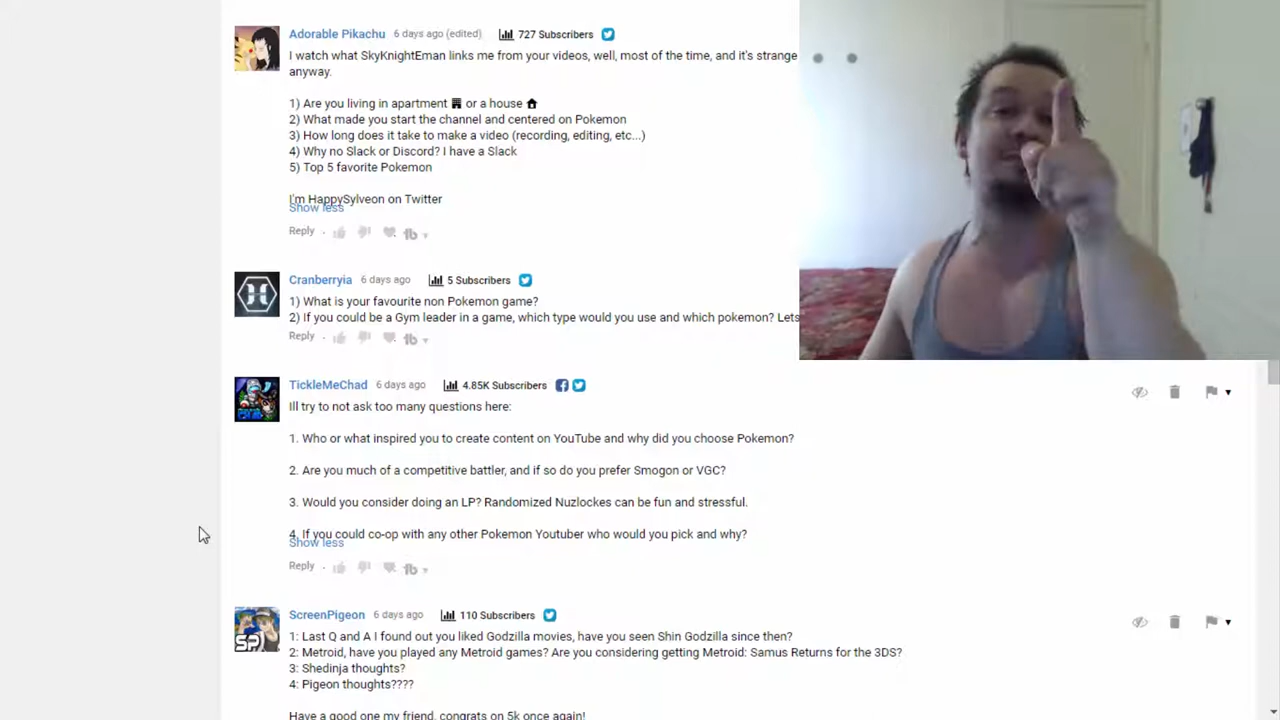 Adorable Pikachu 6 days ago (edited) 727 Subscribers
I watch what SkyKnightEman links me from your videos, well, most of the time, and it's strange
anyway.
1) Are you living in apartment or a house
2) What made you start the channel and centered on Pokemon
3) How long does it take to make a video (recording, editing, etc...)
4) Why no Slack or Discord? I have a Slack
5) Top 5 favorite Pokemon
I'm HappySylveon on Twitter
Show less
Reply
Cranberryia 6 days ago 5 Subscribers
1) What is your favourite non Pokemon game?
2) If you could be a Gym leader in a game, which type would you use and which pokemon? Lets
Reply
TickleMeChad 6 days ago 4.85K Subscribers
Ill try to not ask too many questions here:
1. Who or what inspired you to create content on YouTube and why did you choose Pokemon?
2. Are you much of a competitive battler, and if so do you prefer Smogon or VGC?
3. Would you consider doing an LP? Randomized Nuzlockes can be fun and stressful.
4. If you could co-op with any other Pokemon Youtuber who would you pick and why?
Show less
Reply
ScreenPigeon 6 days ago 110 Subscribers
1: Last Q and A I found out you liked Godzilla movies, have you seen Shin Godzilla since then?
2: Metroid, have you played any Metroid games? Are you considering getting Metroid: Samus Returns for the 3DS?
3: Shedinja thoughts?
4: Pigeon thoughts????
Have a good one my friend, congrats on 5k once again!